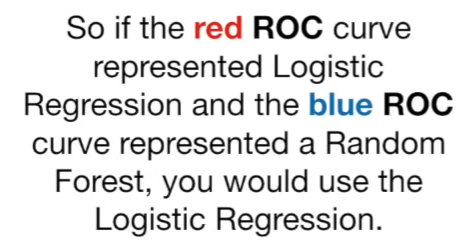 So if the red ROC curve
represented Logistic
Regression and the blue ROC
curve represented a Random
Forest, you would use the
Logistic Regression.